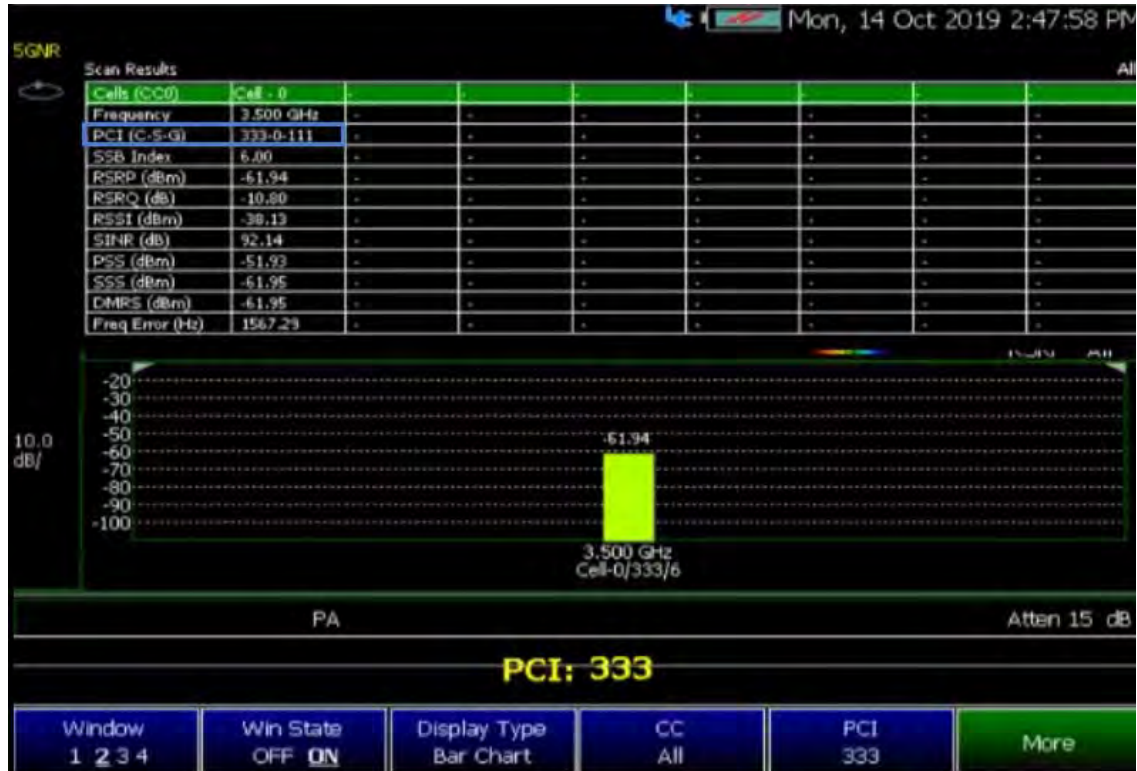 Mon, 14 Oct 2019 2:47:58 PM
5GNR
Scan Results All
Cells (CC0) Cell - 0 - - - - - - -
Frequency 3.500 GHz - - - - - - -
PCI (C-S-G) 333-0-111 - - - - - - -
SSB Index 6.00 - - - - - - -
RSRP (dBm) -61.94 - - - - - - -
RSRQ (dB) -10.80 - - - - - - -
RSSI (dBm) -38.13 - - - - - - -
SINR (dB) 92.14 - - - - - - -
PSS (dBm) -51.93 - - - - - - -
SSS (dBm) -61.95 - - - - - - -
DMRS (dBm) -61.95 - - - - - - -
Freq Error (Hz) 1567.29 - - - - - - -
-20
-30
-40
10.0
dB/
-50
-60
-70
-80
-90
-100
-61.94
3.500 GHz
Cell-0/333/6
PA Atten 15 dB
PCI: 333
Window
1 2 3 4
Win State
OFF ON
Display Type
Bar Chart
CC
All
PCI
333
More